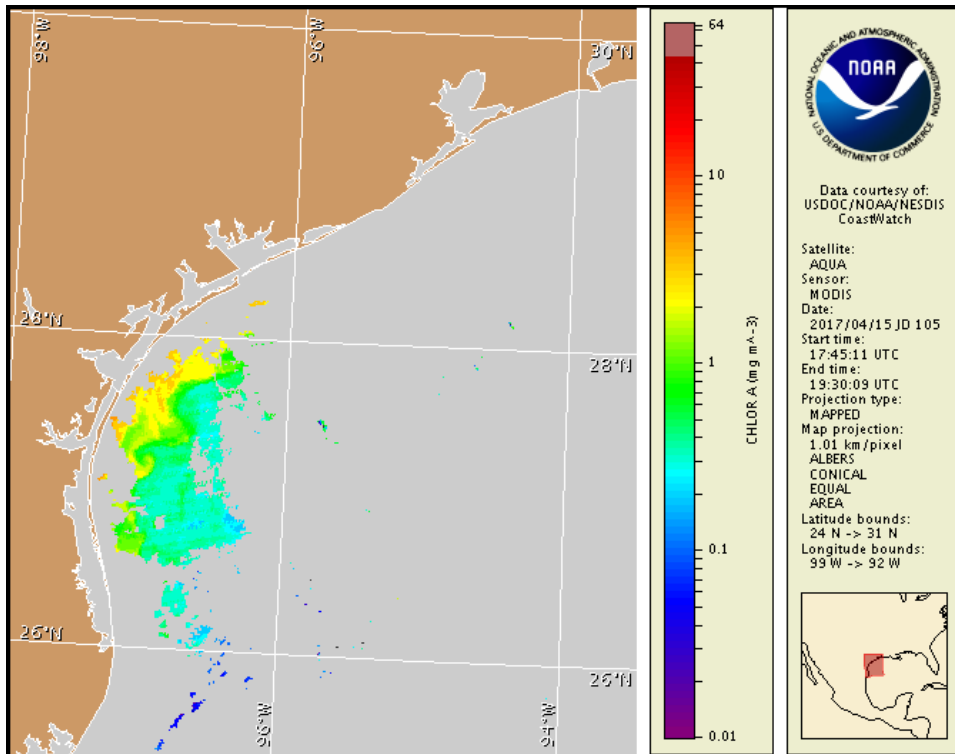 98°W
96°W
30°N
28°N
28°N
26°N
26°N
96°W
94°W
64
10
1
0.1
0.01
CHLOR A (mg m^-3)
NATIONAL OCEANIC AND ATMOSPHERIC ADMINISTRATION
NOAA
U.S. DEPARTMENT OF COMMERCE
Data courtesy of:
USDOC/NOAA/NESDIS
CoastWatch
Satellite:
AQUA
Sensor:
MODIS
Date:
2017/04/15 JD 105
Start time:
17:45:11 UTC
End time:
19:30:09 UTC
Projection type:
MAPPED
Map projection:
1.01 km/pixel
ALBERS
CONICAL
EQUAL
AREA
Latitude bounds:
24 N -> 31 N
Longitude bounds:
99 W -> 92 W